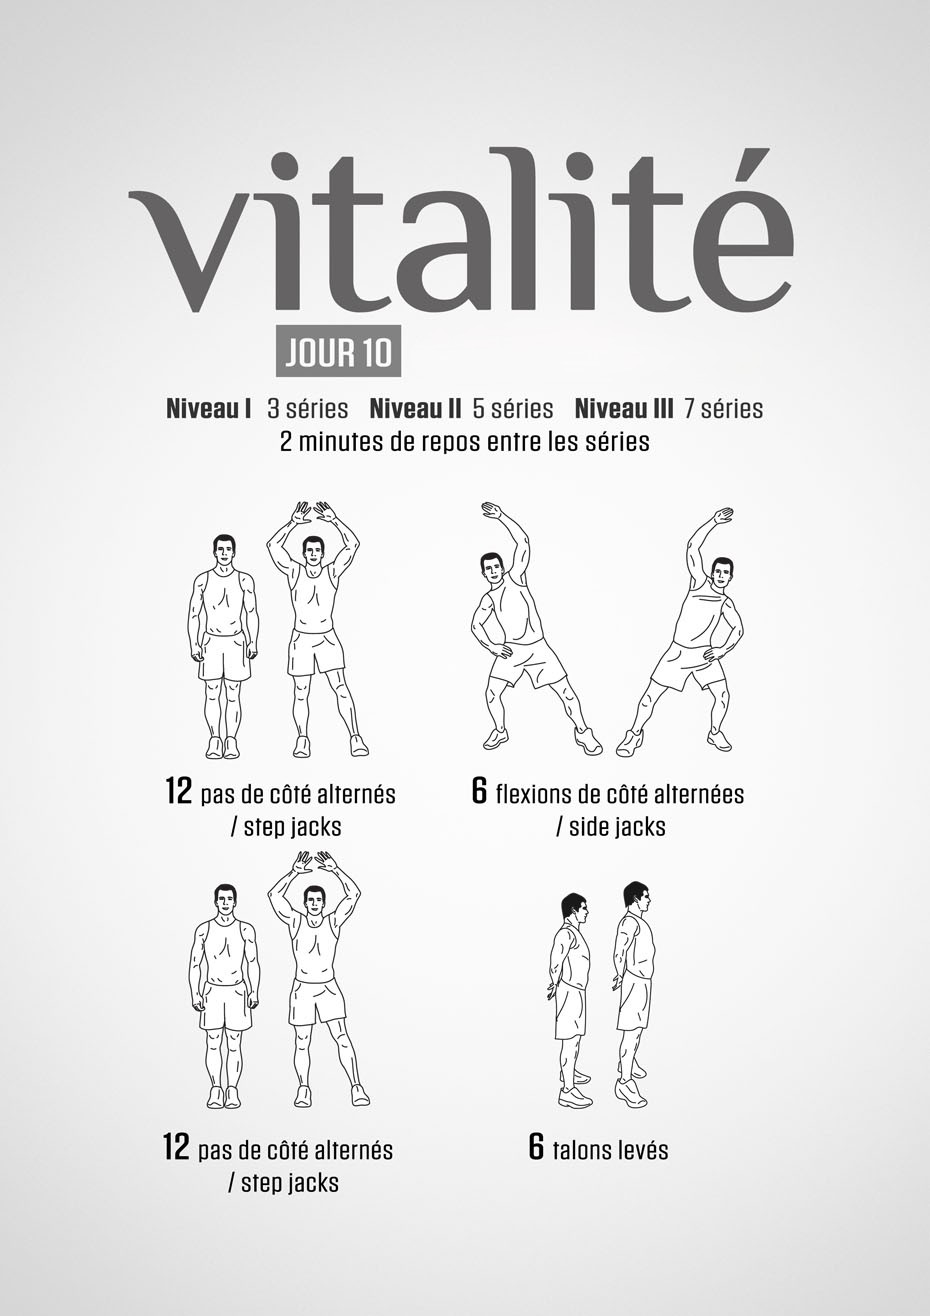 vitalité
JOUR 10
Niveau I 3 séries Niveau II 5 séries Niveau III 7 séries
2 minutes de repos entre les séries
12 pas de côté alternés
/ step jacks
6 flexions de côté alternées
/ side jacks
12 pas de côté alternés
/ step jacks
6 talons levés